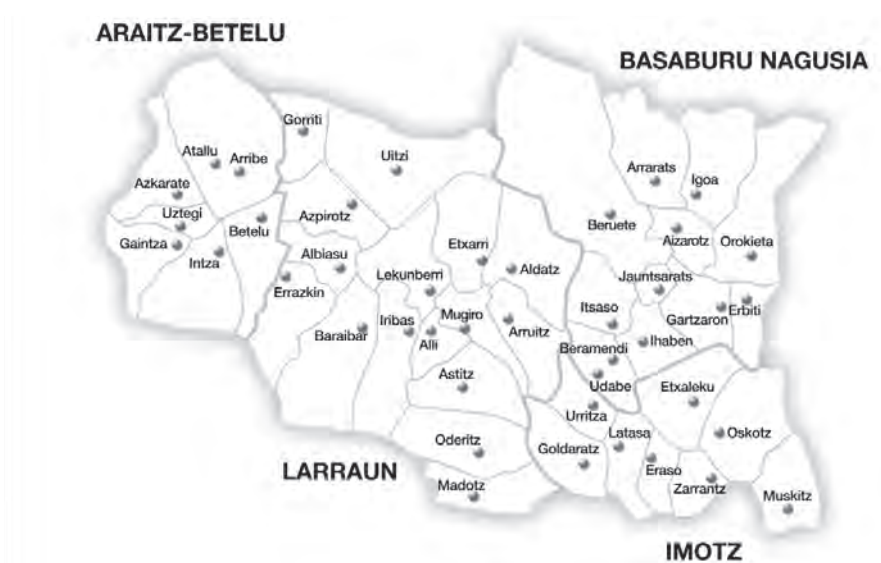 ARAITZ-BETELU
BASABURU NAGUSIA
Gorriti
Uitzi
Atallu
Arribe
Azkarate
Uztegi
Gaintza
Intza
Betelu
Azpirotz
Albiasu
Errazkin
Lekunberri
Etxarri
Aldatz
Baraibar
Iribas
Alli
Mugiro
Arruitz
Astitz
Oderitz
Madotz
Ararats
Igoa
Beruete
Aizarotz
Orokieta
Jauntsarats
Itsaso
Gartzaron
Erbiti
Beramendi
Ihaben
Udabe
Urritza
Etxaleku
Latasa
Oskotz
Goldaratz
Eraso
Zarrantz
Muskitz
LARRAUN
IMOTZ